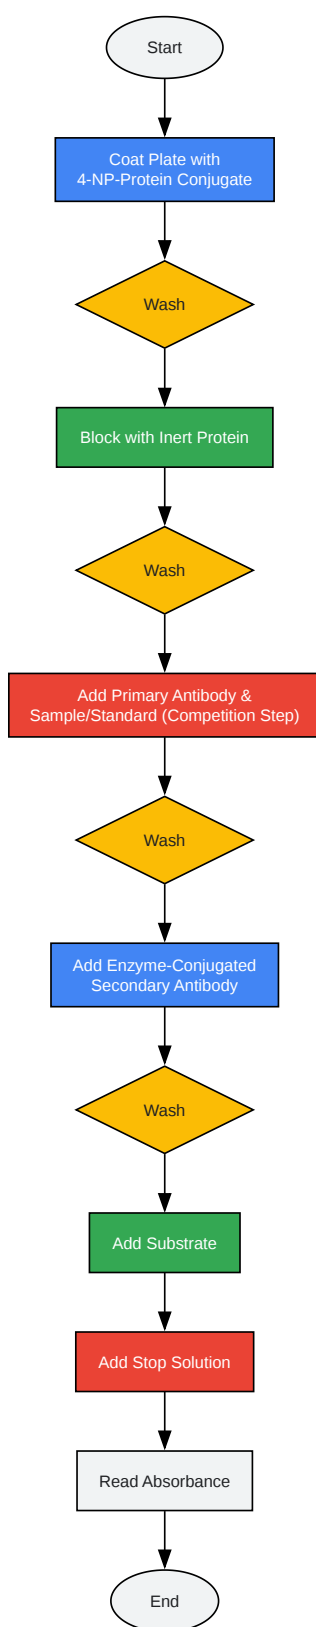 Start
Coat Plate with
4-NP-Protein Conjugate
Wash
Block with Inert Protein
Wash
Add Primary Antibody &
Sample/Standard (Competition Step)
Wash
Add Enzyme-Conjugated
Secondary Antibody
Wash
Add Substrate
Add Stop Solution
Read Absorbance
End